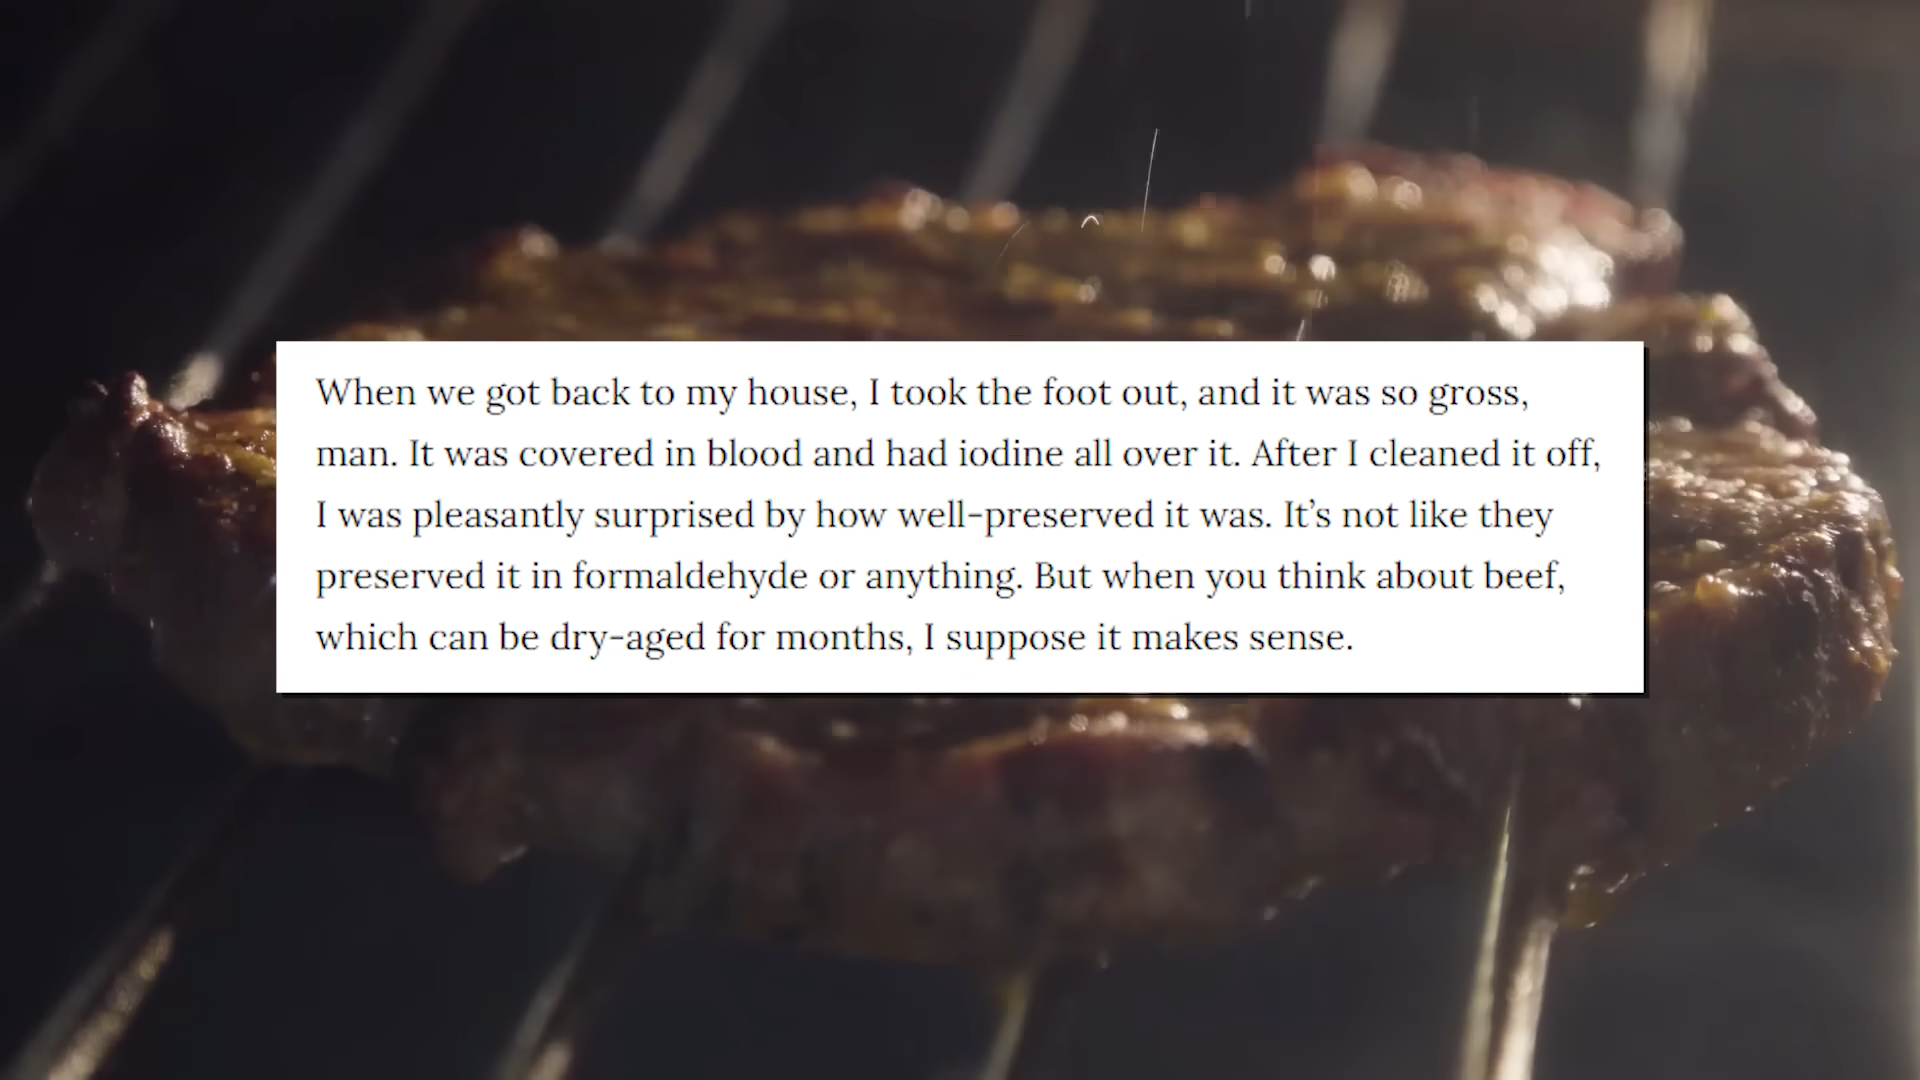 When we got back to my house, I took the foot out, and it was so gross,
man. It was covered in blood and had iodine all over it. After I cleaned it off,
I was pleasantly surprised by how well-preserved it was. It’s not like they
preserved it in formaldehyde or anything. But when you think about beef,
which can be dry-aged for months, I suppose it makes sense.